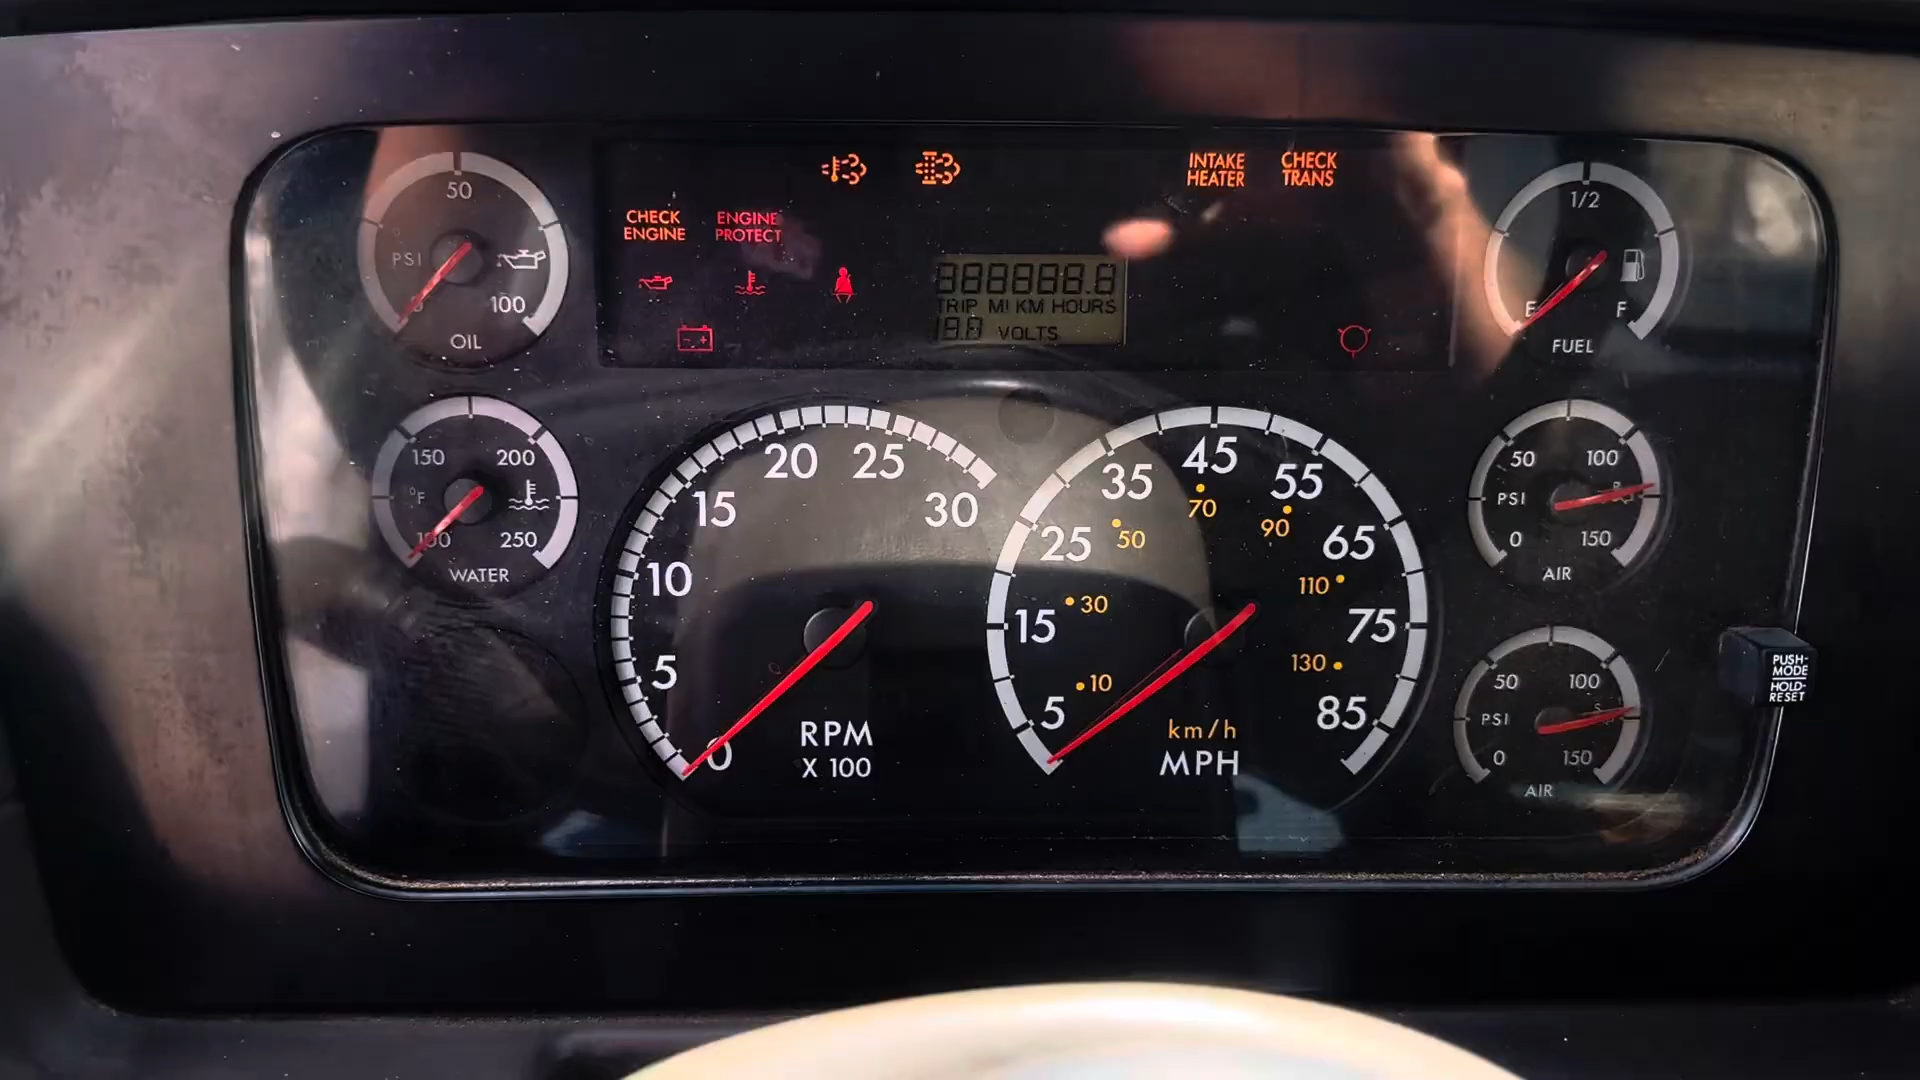 INTAKE
HEATER
CHECK
TRANS
CHECK
ENGINE
ENGINE
PROTECT
888888.8
TRIP MI KM HOURS
VOLTS
50
PSI
0
100
OIL
1/2
E
F
FUEL
150
200
°F
100
250
WATER
0
5
10
15
20
25
30
RPM
X 100
5
15
25
35
45
55
65
75
85
10
30
50
70
90
110
130
km/h
MPH
50
100
PSI
0
150
AIR
50
100
PSI
0
150
AIR
PUSH-
MODE
HOLD-
RESET